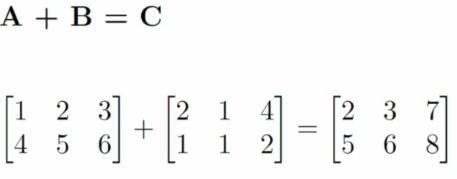 A + B = C
[1 2 3] + [2 1 4] = [2 3 7]
[4 5 6] [1 1 2] [5 6 8]